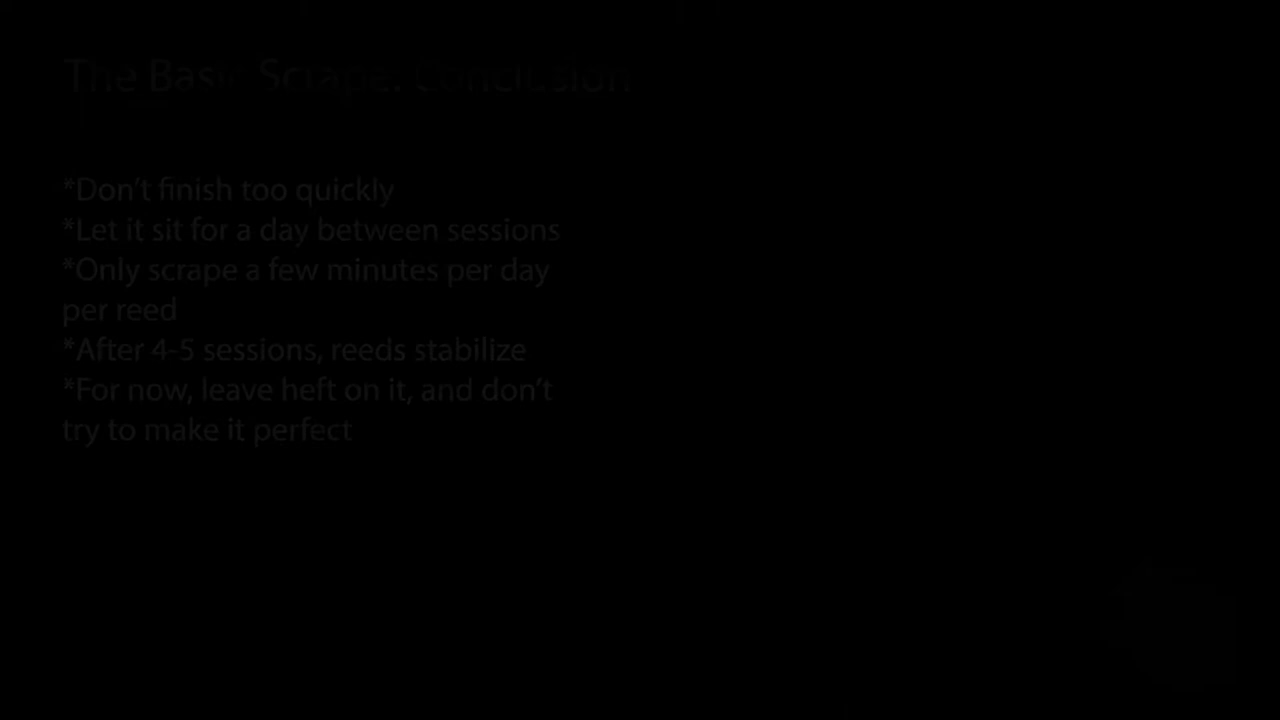 The Basic Scrape: Conclusion
*Don't finish too quickly
*Let it sit for a day between sessions
*Only scrape a few minutes per day
per reed
*After 4-5 sessions, reeds stabilize
*For now, leave heft on it, and don't
try to make it perfect